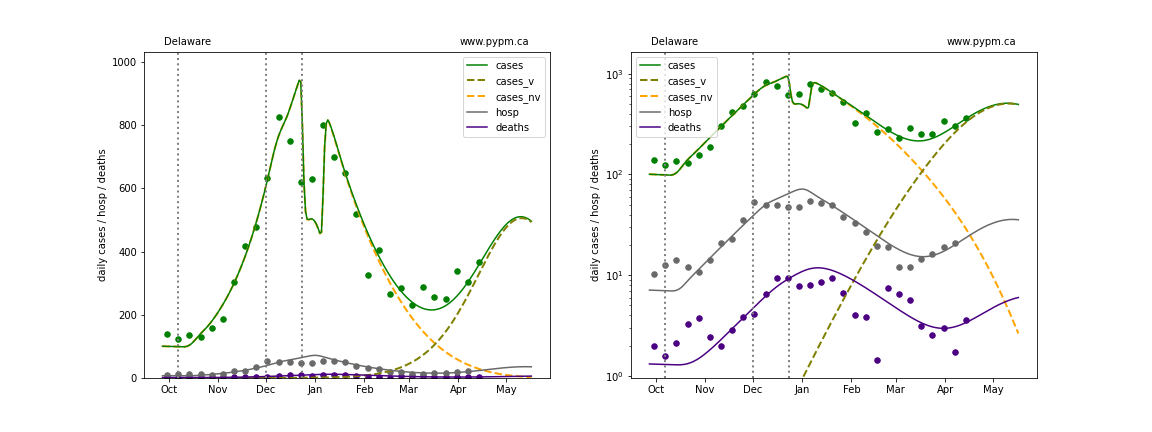 Delaware www.pypm.ca
daily cases / hosp / deaths
1000
800
600
400
200
0
Oct Nov Dec Jan Feb Mar Apr May
cases
cases_v
cases_nv
hosp
deaths
Delaware www.pypm.ca
daily cases / hosp / deaths
10³
10²
10¹
10⁰
Oct Nov Dec Jan Feb Mar Apr May
cases
cases_v
cases_nv
hosp
deaths